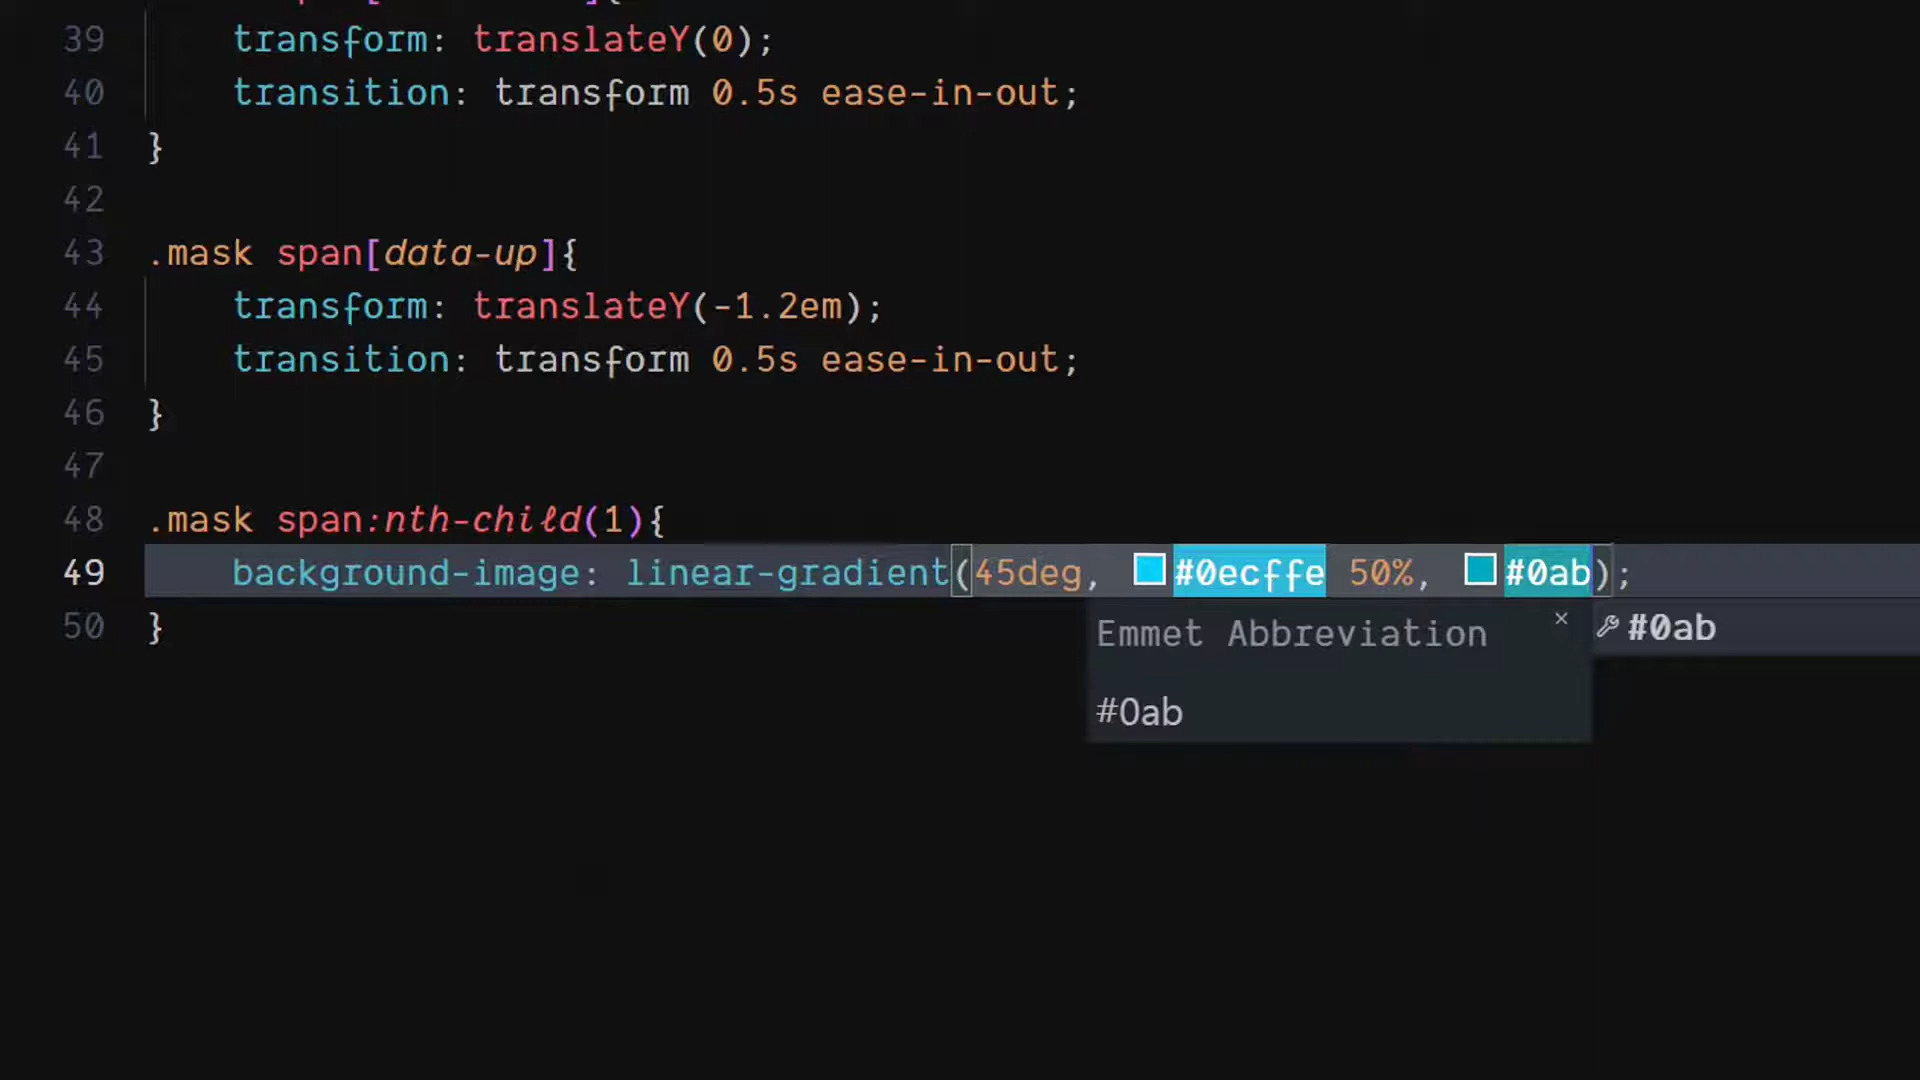 39 transform: translateY(0);
40 transition: transform 0.5s ease-in-out;
41 }
42
43 .mask span[data-up]{
44 transform: translateY(-1.2em);
45 transition: transform 0.5s ease-in-out;
46 }
47
48 .mask span:nth-child(1){
49 background-image: linear-gradient(45deg, #0ecffe 50%, #0ab);
50 }
Emmet Abbreviation ×
#0ab
#0ab